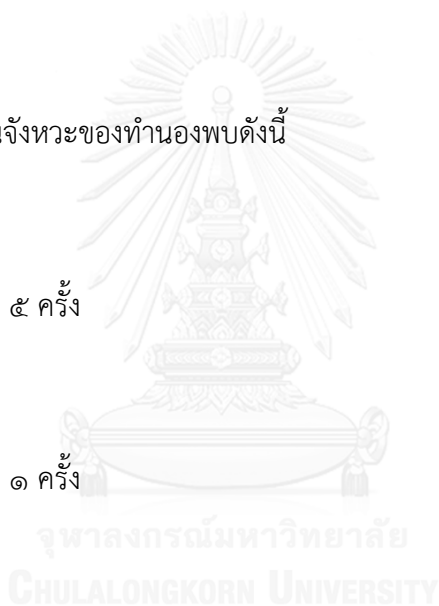 นจังหวะของทำนองพบดังนี้
๕ ครั้ง
๑ ครั้ง
จุฬาลงกรณ์มหาวิทยาลัย
CHULALONGKORN UNIVERSITY